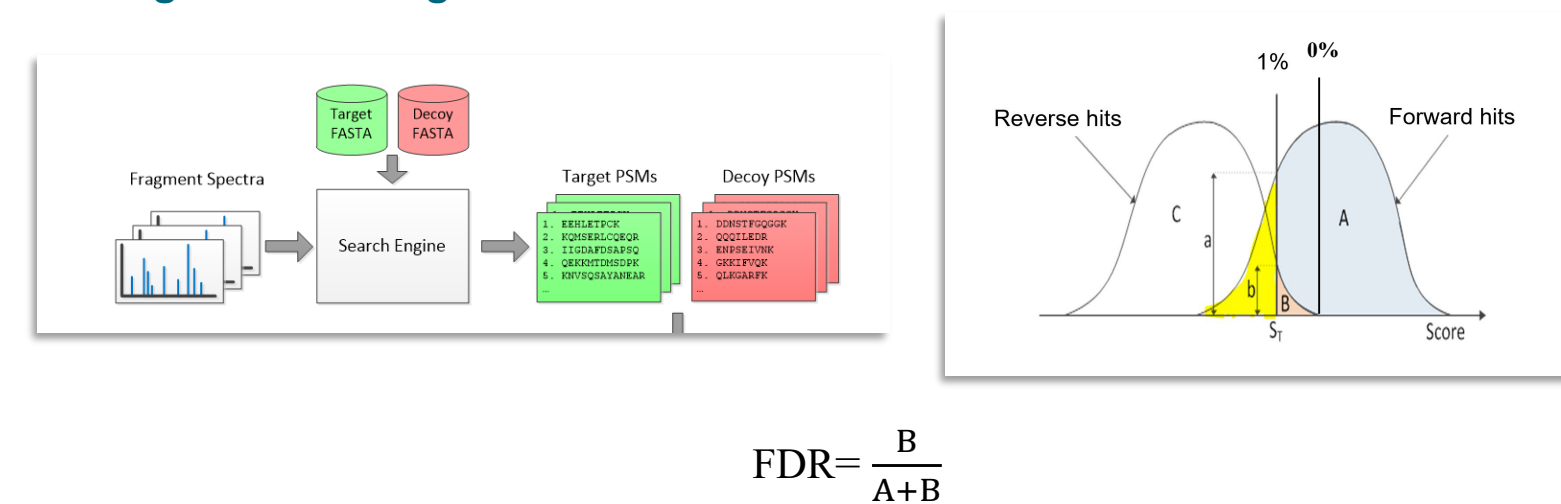 Target
FASTA
Decoy
FASTA
Fragment Spectra
Search Engine
Target PSMs
1. EEHLETPCK
2. KQMSERLCQEQR
3. IIGDAFDSAPSQ
4. QEKKMTDMSDPK
5. KNVSQSAYANEAR
…
Decoy PSMs
1. DDNSTFGQGGK
2. QQQILEDR
3. ENPSEIVNK
4. GKKIFVQK
5. QLKGARFK
…
1%
0%
Reverse hits
Forward hits
C
a
b
B
A
S_T
Score
FDR= B
A+B